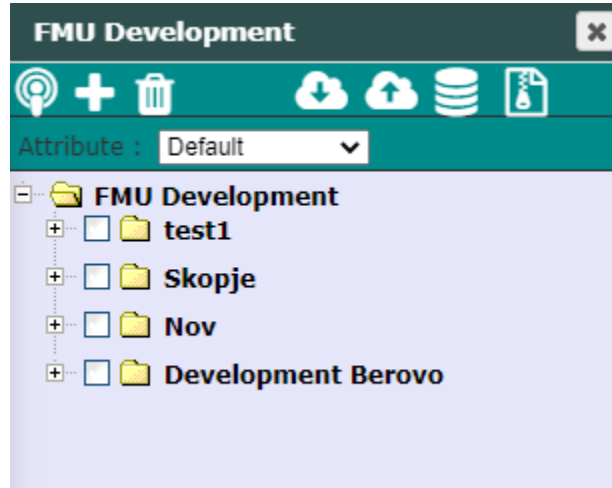 FMU Development
Attribute : Default
FMU Development
test1
Skopje
Nov
Development Berovo